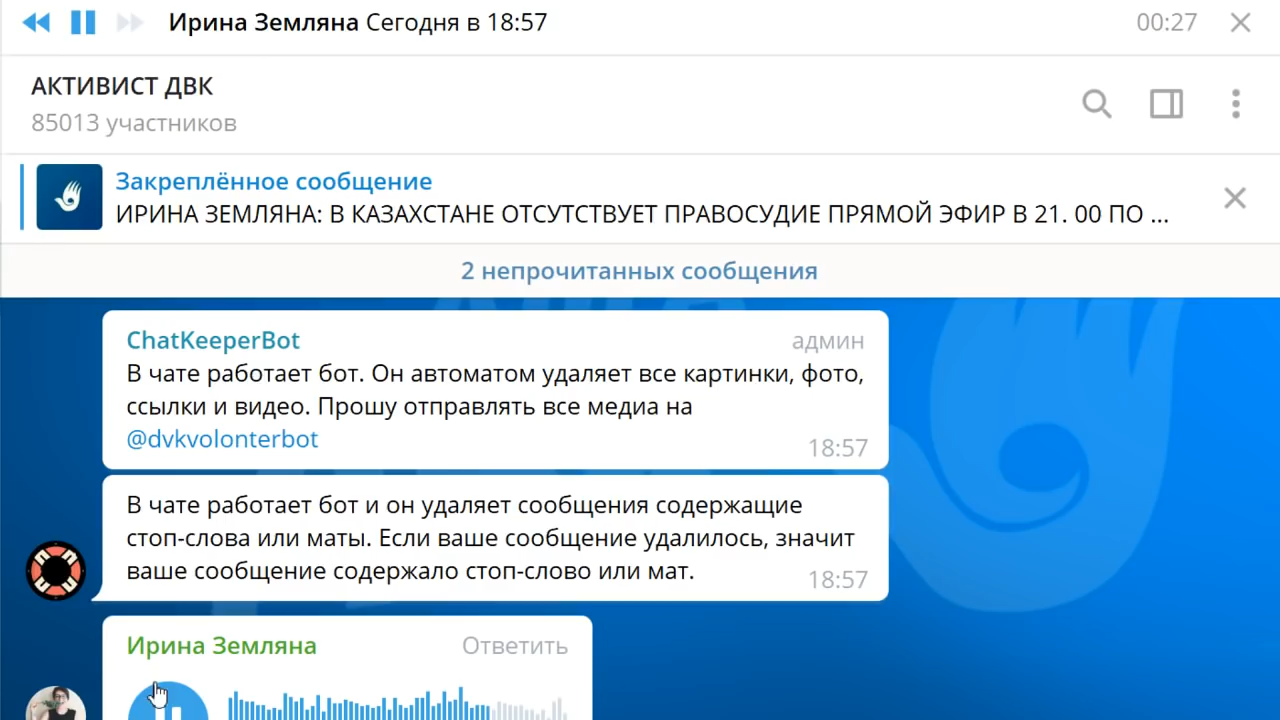 Ирина Земляна Сегодня в 18:57
00:27
АКТИВИСТ ДВК
85013 участников
Закреплённое сообщение
ИРИНА ЗЕМЛЯНА: В КАЗАХСТАНЕ ОТСУТСТВУЕТ ПРАВОСУДИЕ ПРЯМОЙ ЭФИР В 21. 00 ПО ...
2 непрочитанных сообщения
ChatKeeperBot
админ
В чате работает бот. Он автоматом удаляет все картинки, фото,
ссылки и видео. Прошу отправлять все медиа на
@dvkvolonterbot
18:57
В чате работает бот и он удаляет сообщения содержащие
стоп-слова или маты. Если ваше сообщение удалилось, значит
ваше сообщение содержало стоп-слово или мат.
18:57
Ирина Земляна
Ответить